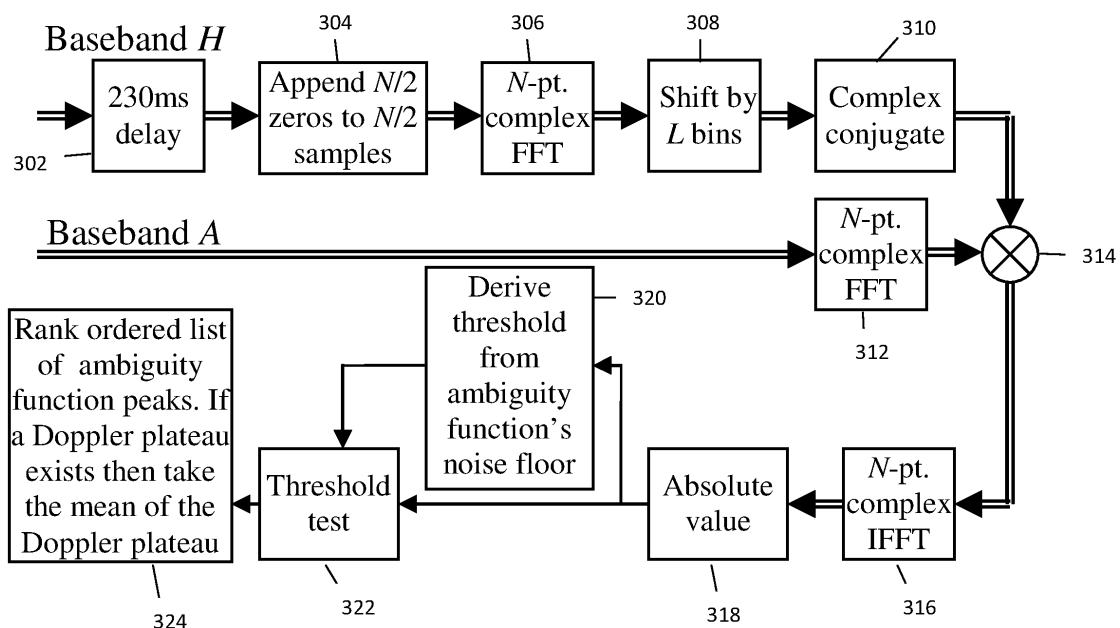 304
306
308
310
Baseband H
230ms
delay
Append N/2
zeros to N/2
samples
N-pt.
complex
FFT
Shift by
L bins
Complex
conjugate
302
Baseband A
N-pt.
complex
FFT
314
312
Derive
threshold
from
ambiguity
function's
noise floor
320
Rank ordered list
of ambiguity
function peaks. If
a Doppler plateau
exists then take
the mean of the
Doppler plateau
Threshold
test
Absolute
value
N-pt.
complex
IFFT
324
322
318
316